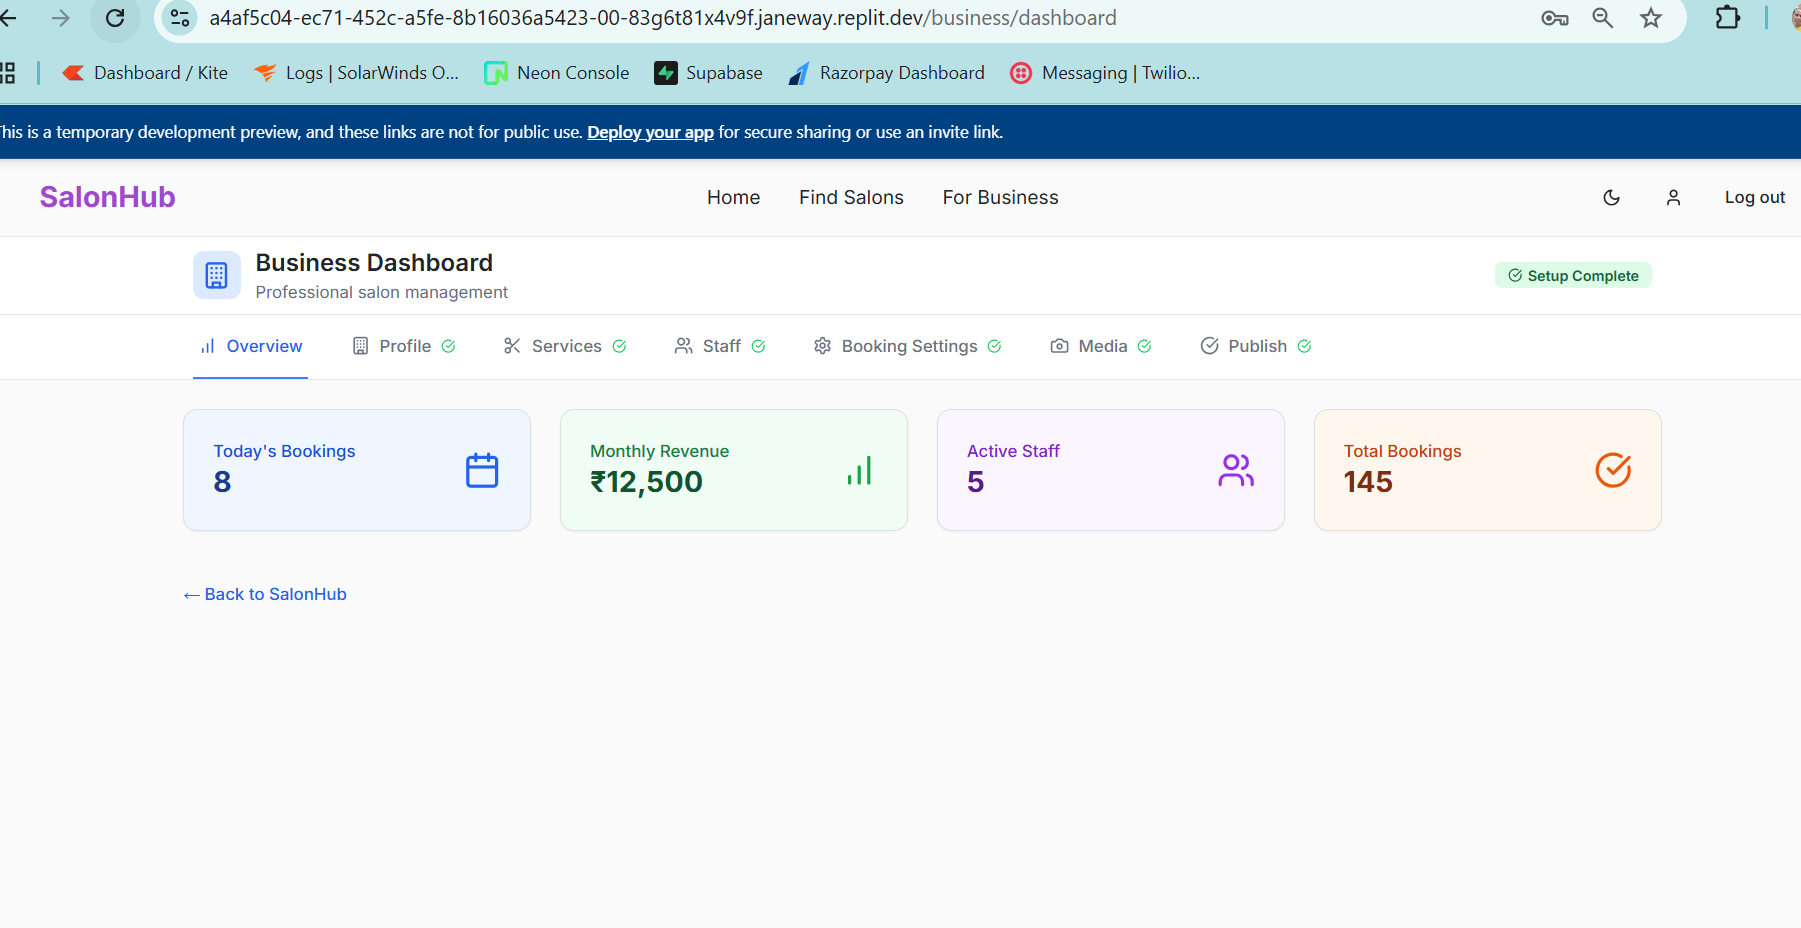 a4af5c04-ec71-452c-a5fe-8b16036a5423-00-83g6t81x4v9f.janeway.replit.dev/business/dashboard
Dashboard / Kite
Logs | SolarWinds O...
Neon Console
Supabase
Razorpay Dashboard
Messaging | Twilio...
his is a temporary development preview, and these links are not for public use. Deploy your app for secure sharing or use an invite link.
SalonHub
Home
Find Salons
For Business
Log out
Business Dashboard
Professional salon management
Setup Complete
Overview
Profile
Services
Staff
Booking Settings
Media
Publish
Today's Bookings
8
Monthly Revenue
₹12,500
Active Staff
5
Total Bookings
145
← Back to SalonHub